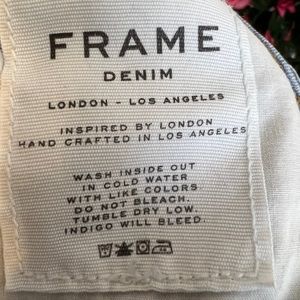 FRAME
DENIM
LONDON - LOS ANGELES
INSPIRED BY LONDON
HAND CRAFTED IN LOS ANGELES
WASH INSIDE OUT
IN COLD WATER
WITH LIKE COLORS
DO NOT BLEACH.
TUMBLE DRY LOW.
INDIGO WILL BLEED.